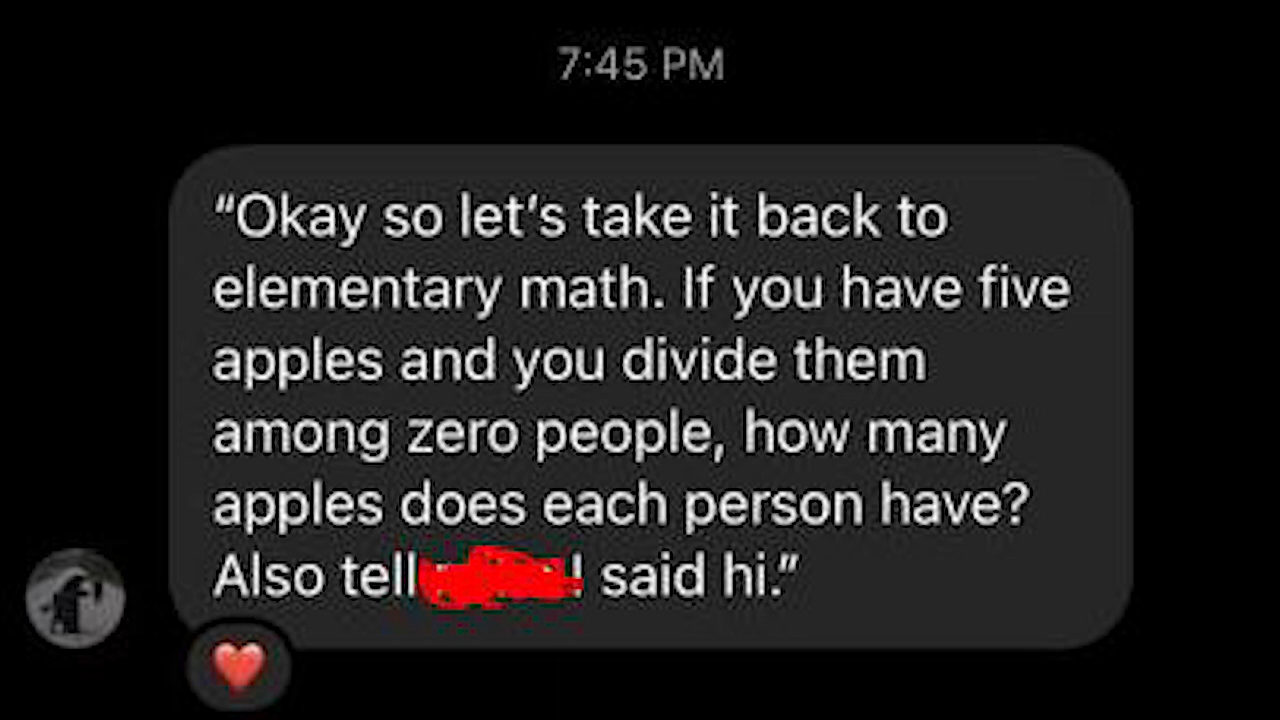 7:45 PM
“Okay so let’s take it back to
elementary math. If you have five
apples and you divide them
among zero people, how many
apples does each person have?
Also tell I said hi.”